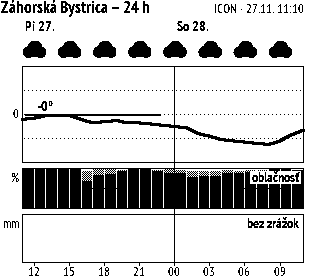 Záhorská Bystrica – 24 h
ICON · 27.11. 11:10
Pi 27.
So 28.
-0°
0
%
oblačnosť
mm
bez zrážok
12 15 18 21 00 03 06 09